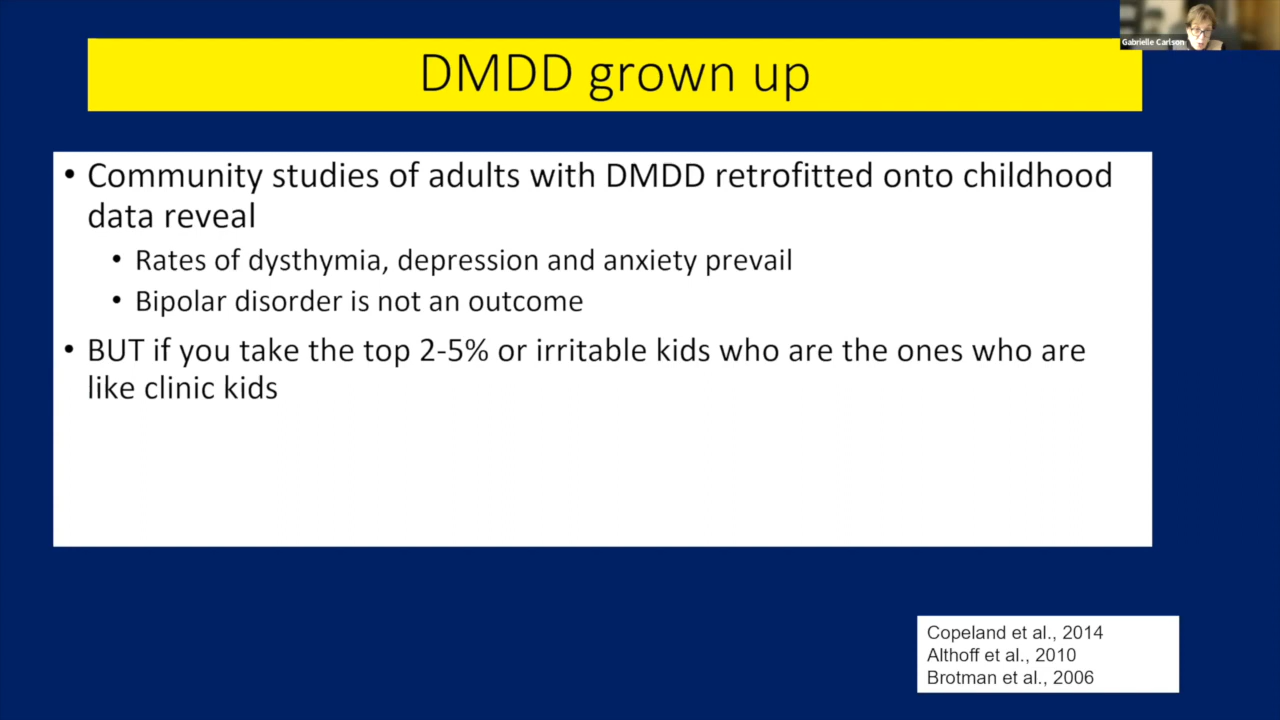 Gabrielle Carlson
DMDD grown up
• Community studies of adults with DMDD retrofitted onto childhood
data reveal
• Rates of dysthymia, depression and anxiety prevail
• Bipolar disorder is not an outcome
• BUT if you take the top 2-5% or irritable kids who are the ones who are
like clinic kids
Copeland et al., 2014
Althoff et al., 2010
Brotman et al., 2006